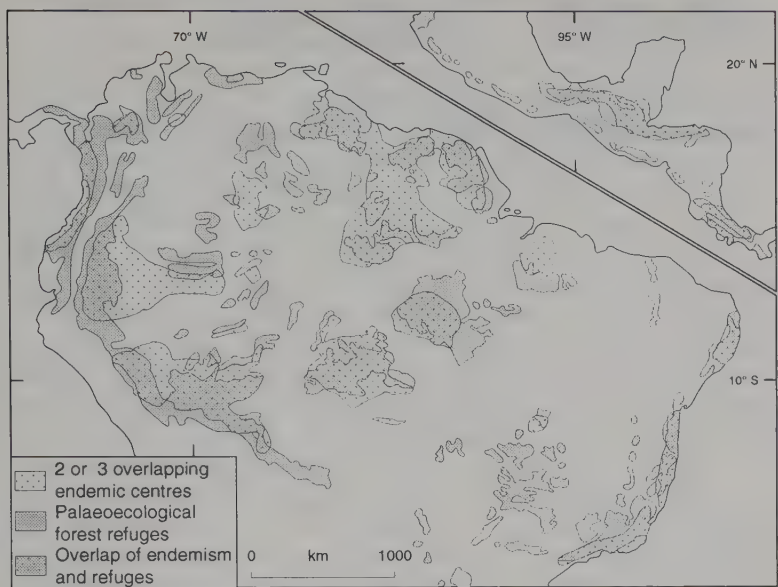 70° W
95° W
20° N
10° S
2 or 3 overlapping
endemic centres
Palaeoecological
forest refuges
Overlap of endemism
and refuges
0 km 1000